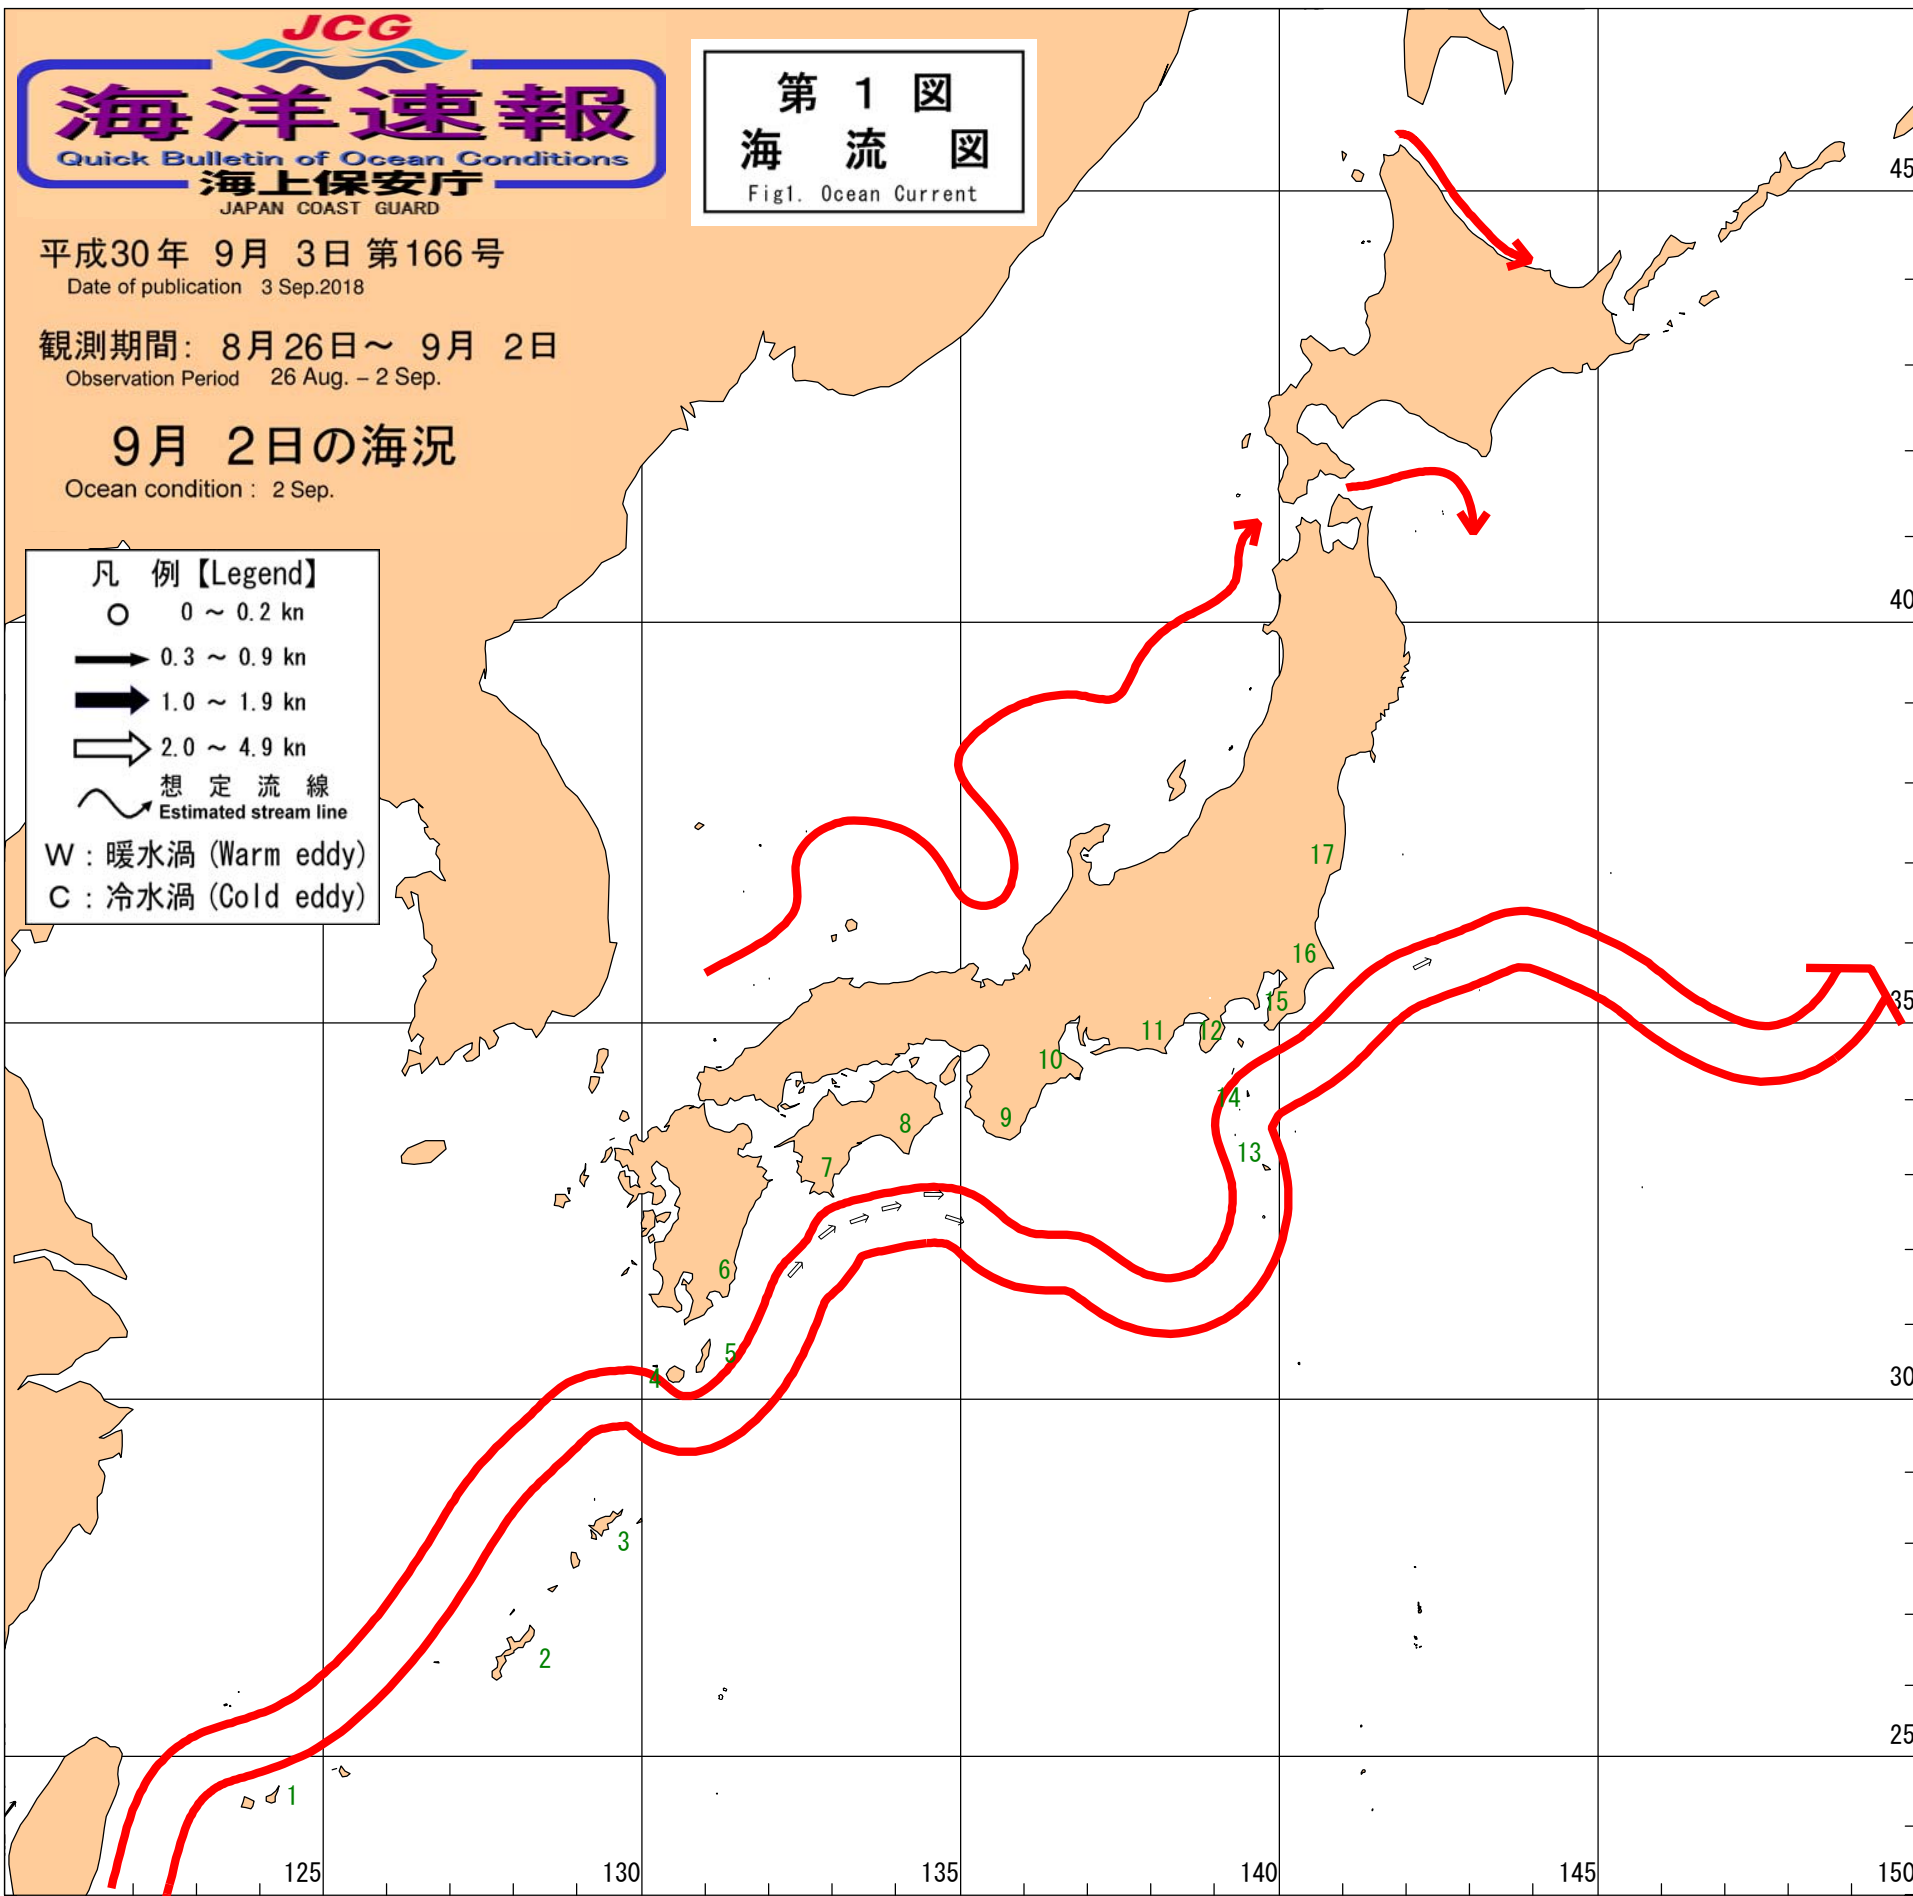 JCG
海洋速報
Quick Bulletin of Ocean Conditions
海上保安庁
JAPAN COAST GUARD
第 1 図
海 流 図
Fig1. Ocean Current
平成30年 9月 3日 第166号
Date of publication 3 Sep.2018
観測期間: 8月26日～ 9月 2日
Observation Period 26 Aug. – 2 Sep.
9月 2日の海況
Ocean condition : 2 Sep.
凡 例【Legend】
0 ～ 0.2 kn
0.3 ～ 0.9 kn
1.0 ～ 1.9 kn
2.0 ～ 4.9 kn
想 定 流 線
Estimated stream line
W : 暖水渦 (Warm eddy)
C : 冷水渦 (Cold eddy)
45
40
35
30
25
17
16
15
11
12
10
14
9
8
13
7
6
5
4
3
2
1
125
130
135
140
145
150